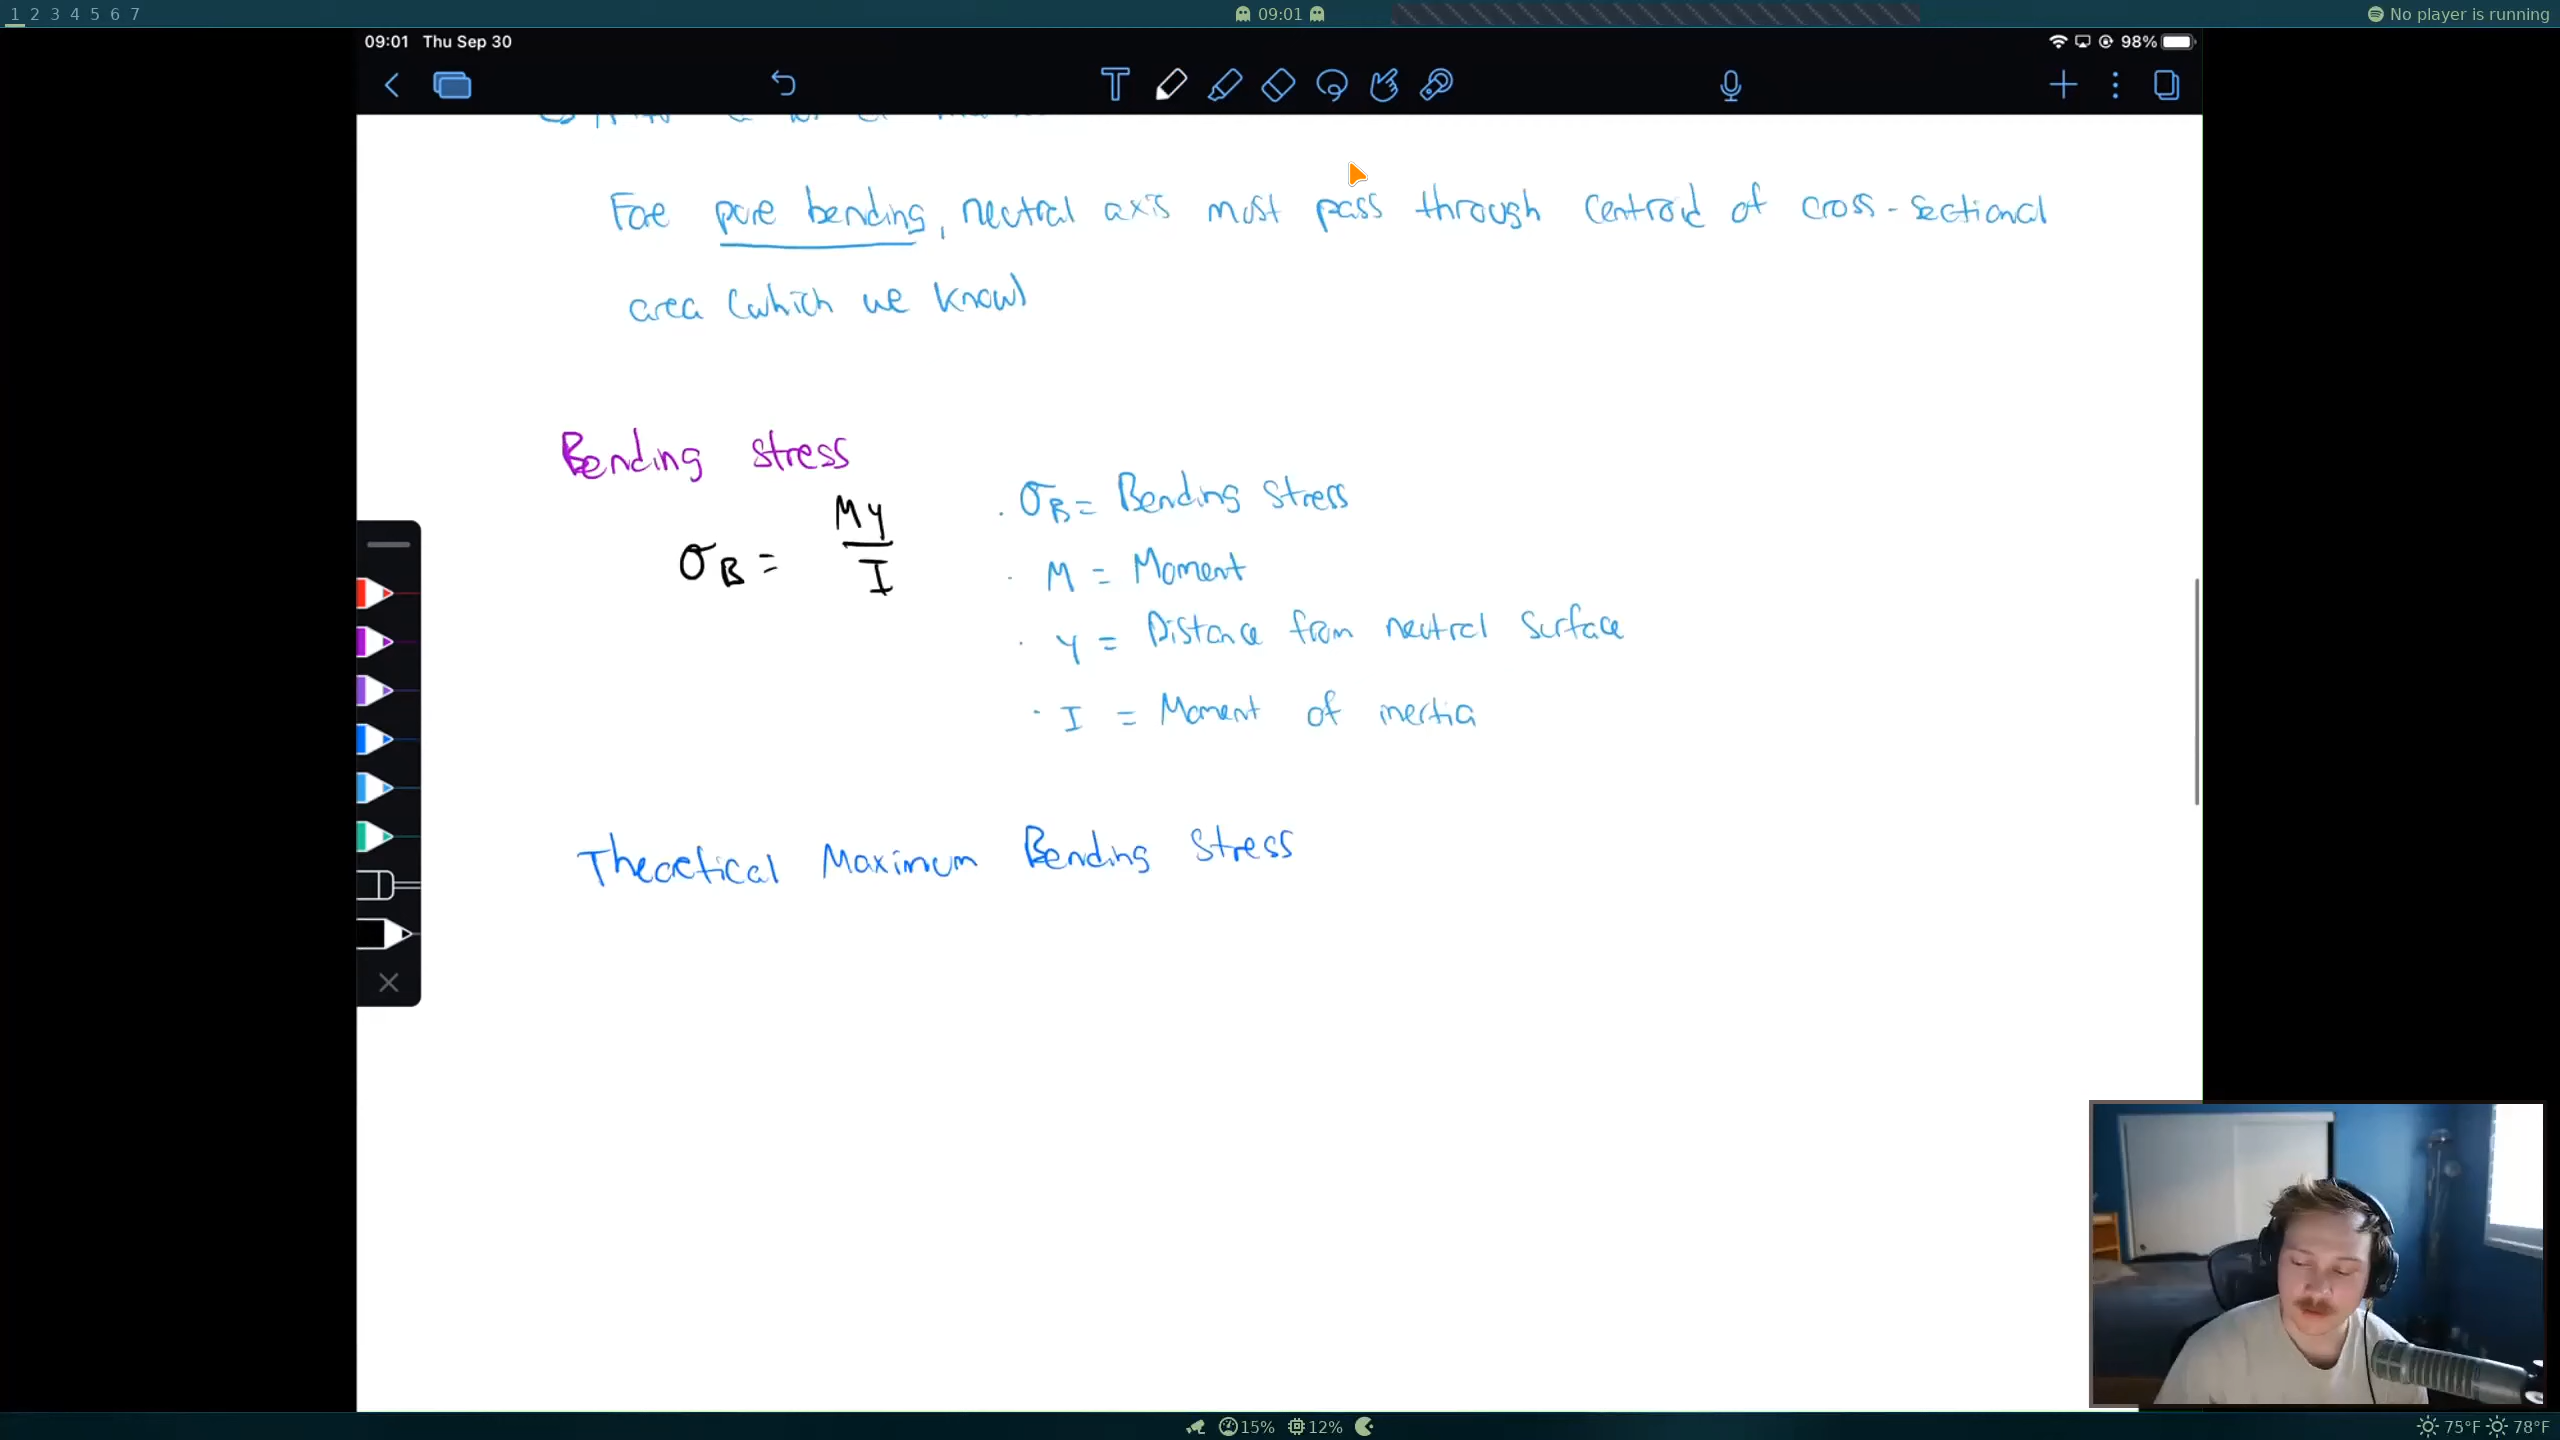 1 2 3 4 5 6 7
09:01
No player is running
09:01 Thu Sep 30
98%
For pure bending, neutral axis must pass through centroid of cross-sectional
area (which we know)
Bending stress
σB = My/I
· σB = Bending stress
· M = Moment
· y = Distance from neutral surface
· I = Moment of inertia
Theoretical Maximum Bending Stress
15% 12%
75°F 78°F